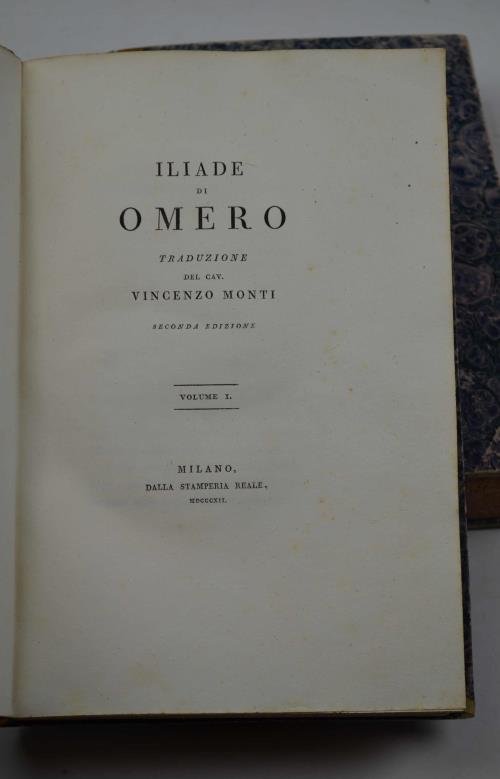 ILIADE
DI
OMERO
TRADUZIONE
DEL CAV.
VINCENZO MONTI
SECONDA EDIZIONE
VOLUME I.
MILANO,
DALLA STAMPERIA REALE,
MDCCCXII.